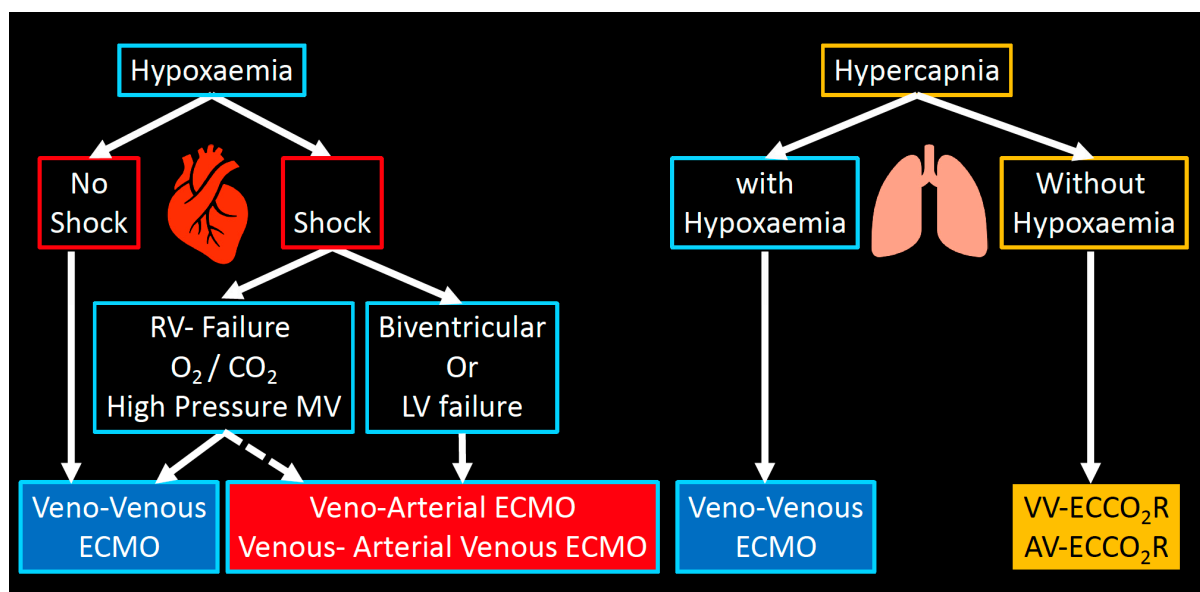 Hypoxaemia
Hypercapnia
No
Shock
Shock
with
Hypoxaemia
Without
Hypoxaemia
RV- Failure
O₂ / CO₂
High Pressure MV
Biventricular
Or
LV failure
Veno-Venous
ECMO
Veno-Arterial ECMO
Venous- Arterial Venous ECMO
Veno-Venous
ECMO
VV-ECCO₂R
AV-ECCO₂R